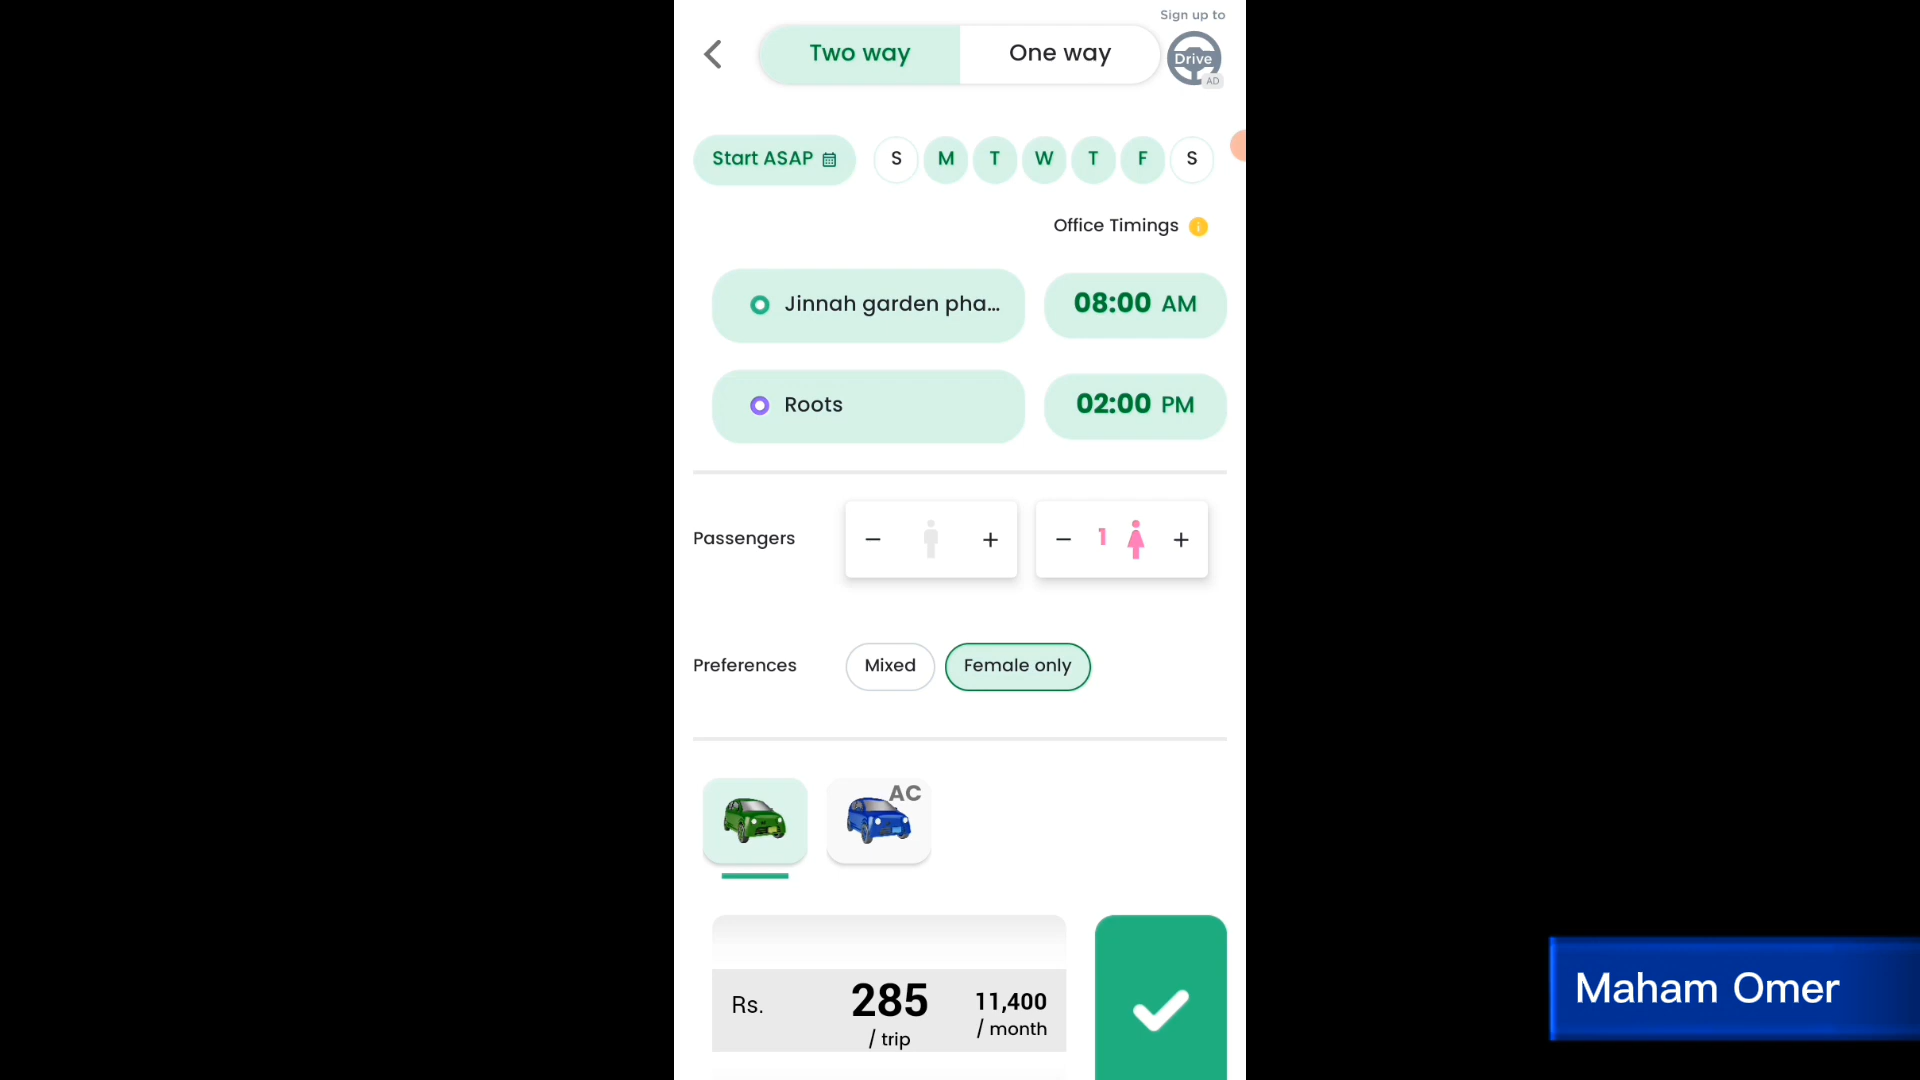 Sign up to
Two way
One way
Drive
AD
Start ASAP
S M T W T F S
Office Timings
Jinnah garden pha...
08:00 AM
Roots
02:00 PM
Passengers
− +
− 1 +
Preferences
Mixed
Female only
AC
Rs.
285
/ trip
11,400
/ month
Maham Omer